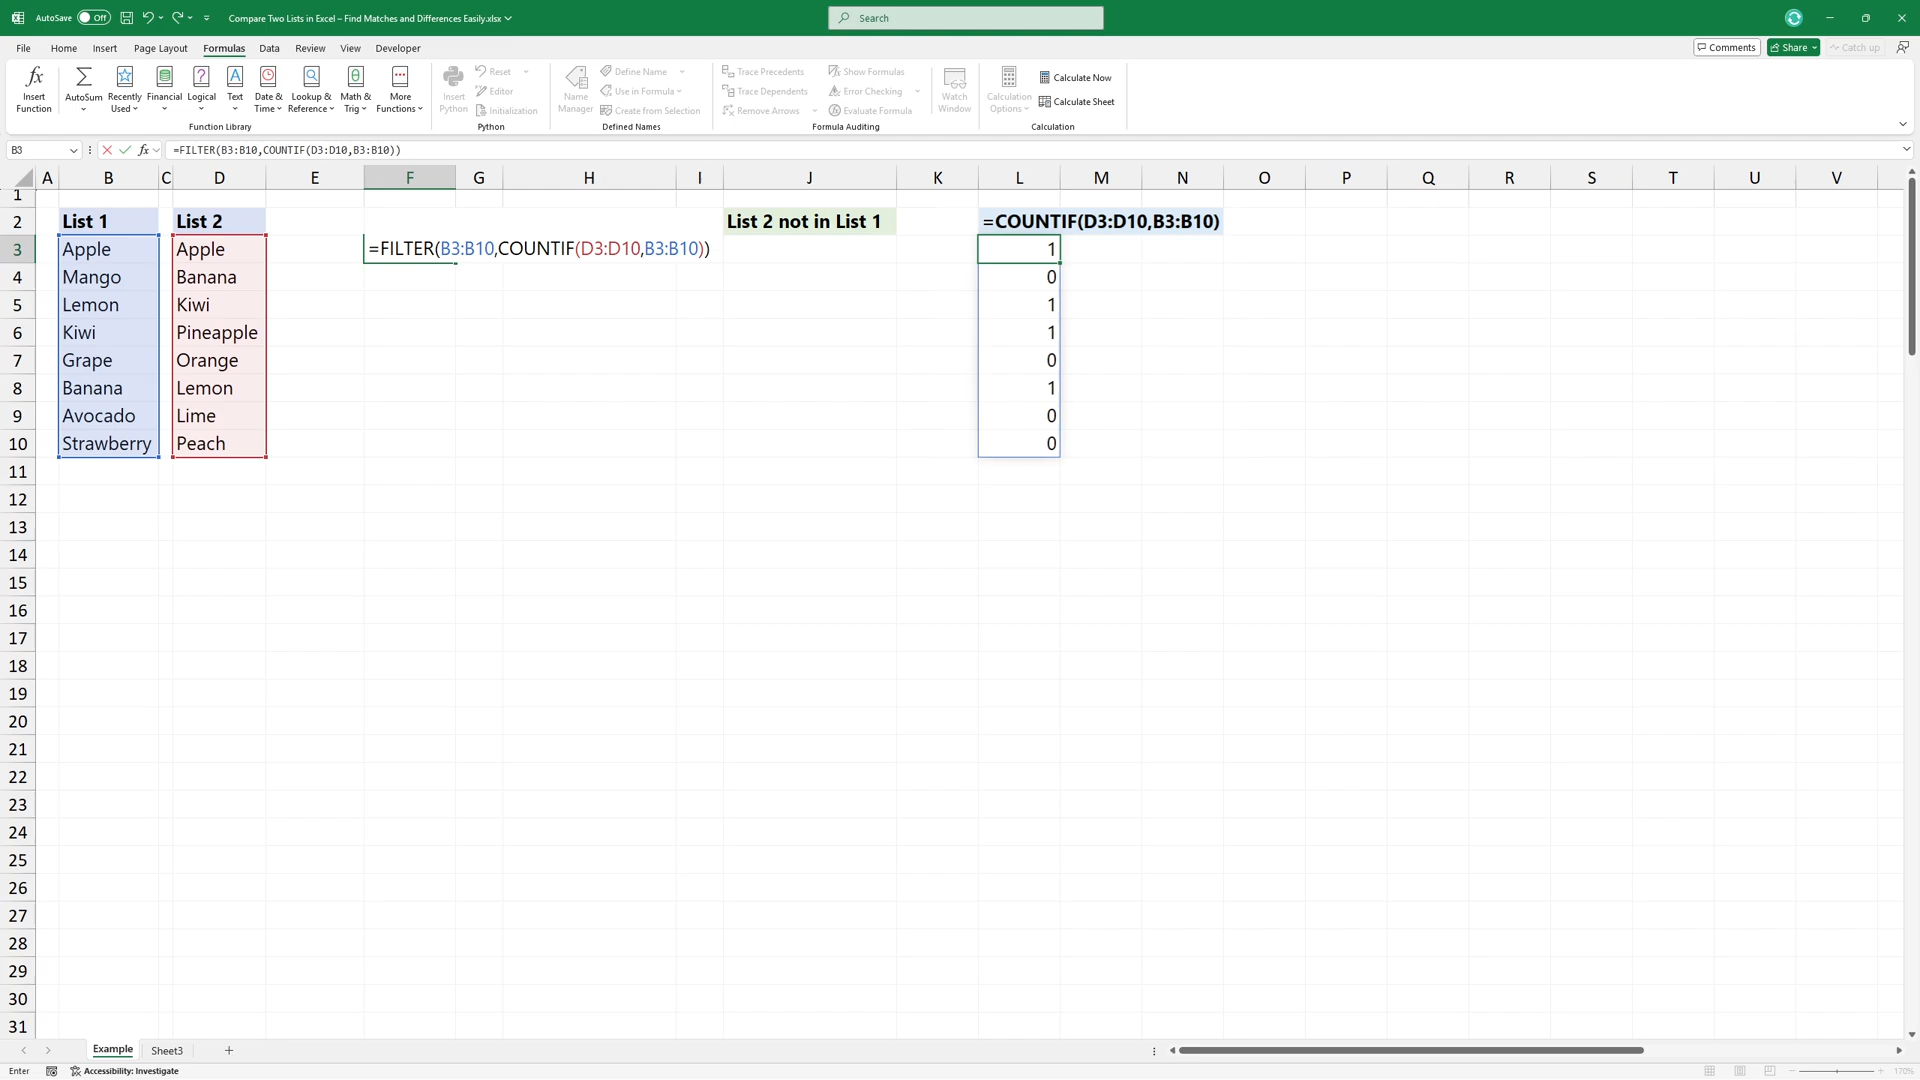 AutoSave Off Compare Two Lists in Excel – Find Matches and Differences Easily.xlsx Search
File Home Insert Page Layout Formulas Data Review View Developer Comments Share Catch up
Insert Function AutoSum Recently Used Financial Logical Text Date & Time Lookup & Reference Math & Trig More Functions
Function Library
Insert Python Reset Editor Initialization
Python
Name Manager Define Name Use in Formula Create from Selection
Defined Names
Trace Precedents Trace Dependents Remove Arrows Show Formulas Error Checking Evaluate Formula
Formula Auditing
Watch Window
Calculation Options Calculate Now Calculate Sheet
Calculation
B3 fx =FILTER(B3:B10,COUNTIF(D3:D10,B3:B10))
A B C D E F G H I J K L M N O P Q R S T U V
1
2 List 1 List 2 List 2 not in List 1 =COUNTIF(D3:D10,B3:B10)
3 Apple Apple =FILTER(B3:B10,COUNTIF(D3:D10,B3:B10)) 1
4 Mango Banana 0
5 Lemon Kiwi 1
6 Kiwi Pineapple 1
7 Grape Orange 0
8 Banana Lemon 1
9 Avocado Lime 0
10 Strawberry Peach 0
11
12
13
14
15
16
17
18
19
20
21
22
23
24
25
26
27
28
29
30
31
Example Sheet3
Enter Accessibility: Investigate 170%